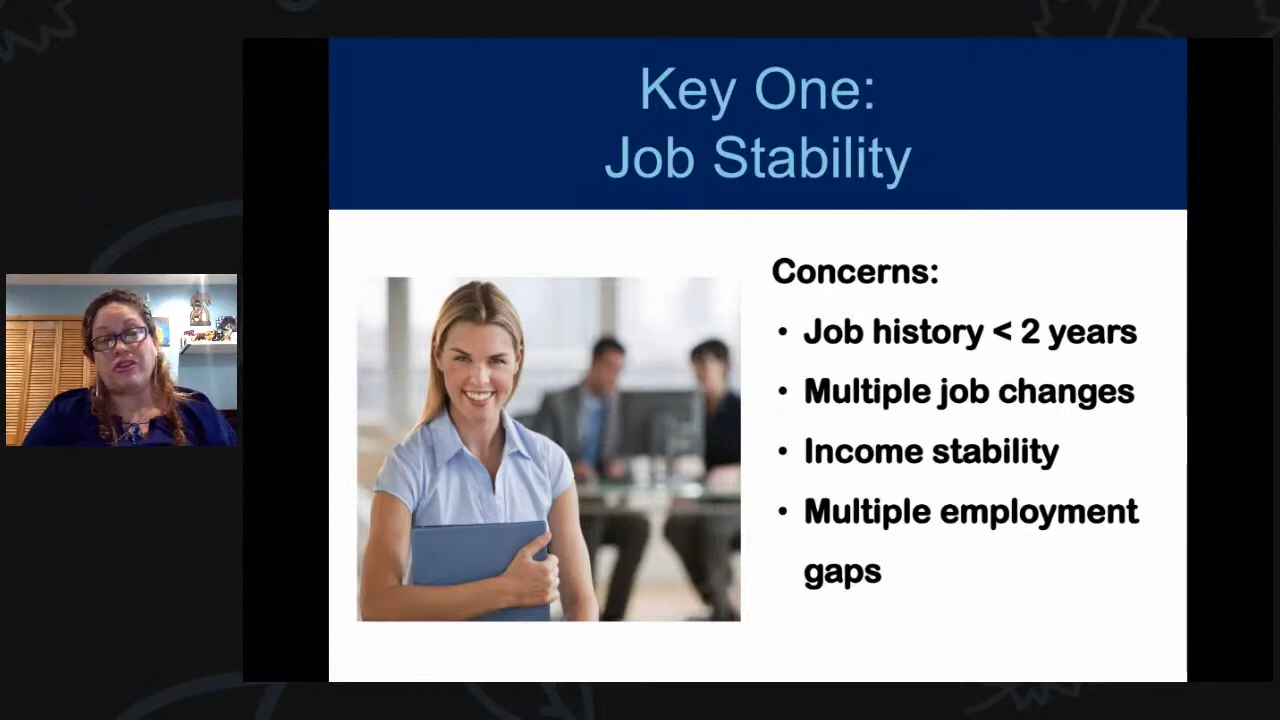 Key One:
Job Stability
Concerns:
• Job history < 2 years
• Multiple job changes
• Income stability
• Multiple employment
gaps